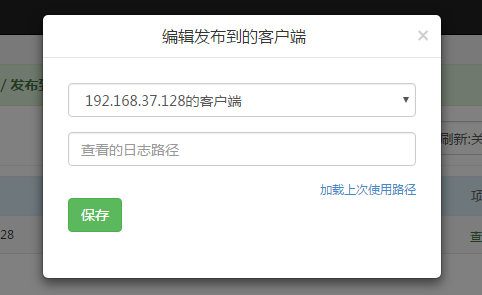 编辑发布到的客户端
×
/ 发布到
192.168.37.128的客户端
刷新:关
查看的日志路径
加载上次使用路径
项
保存
28
查